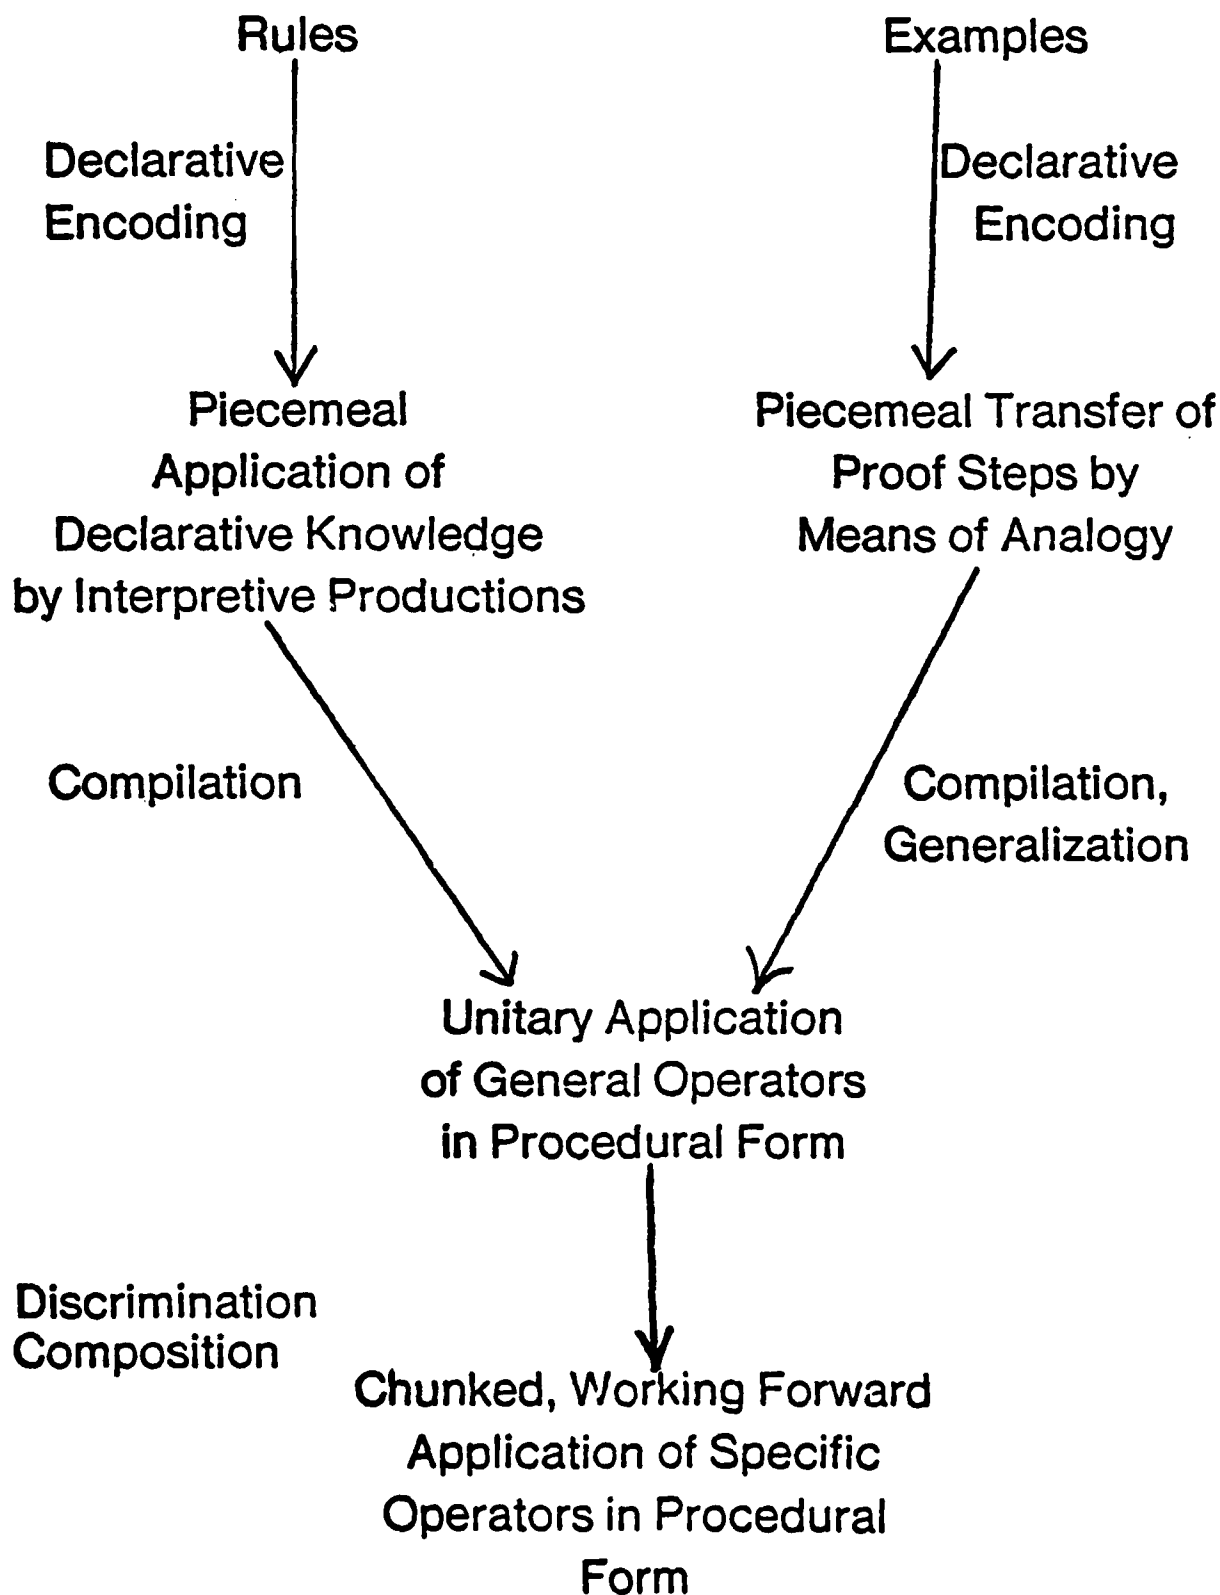 Rules
Examples
Declarative
Encoding
Declarative
Encoding
Piecemeal
Application of
Declarative Knowledge
by Interpretive Productions
Piecemeal Transfer of
Proof Steps by
Means of Analogy
Compilation
Compilation,
Generalization
Unitary Application
of General Operators
in Procedural Form
Discrimination
Composition
Chunked, Working Forward
Application of Specific
Operators in Procedural
Form